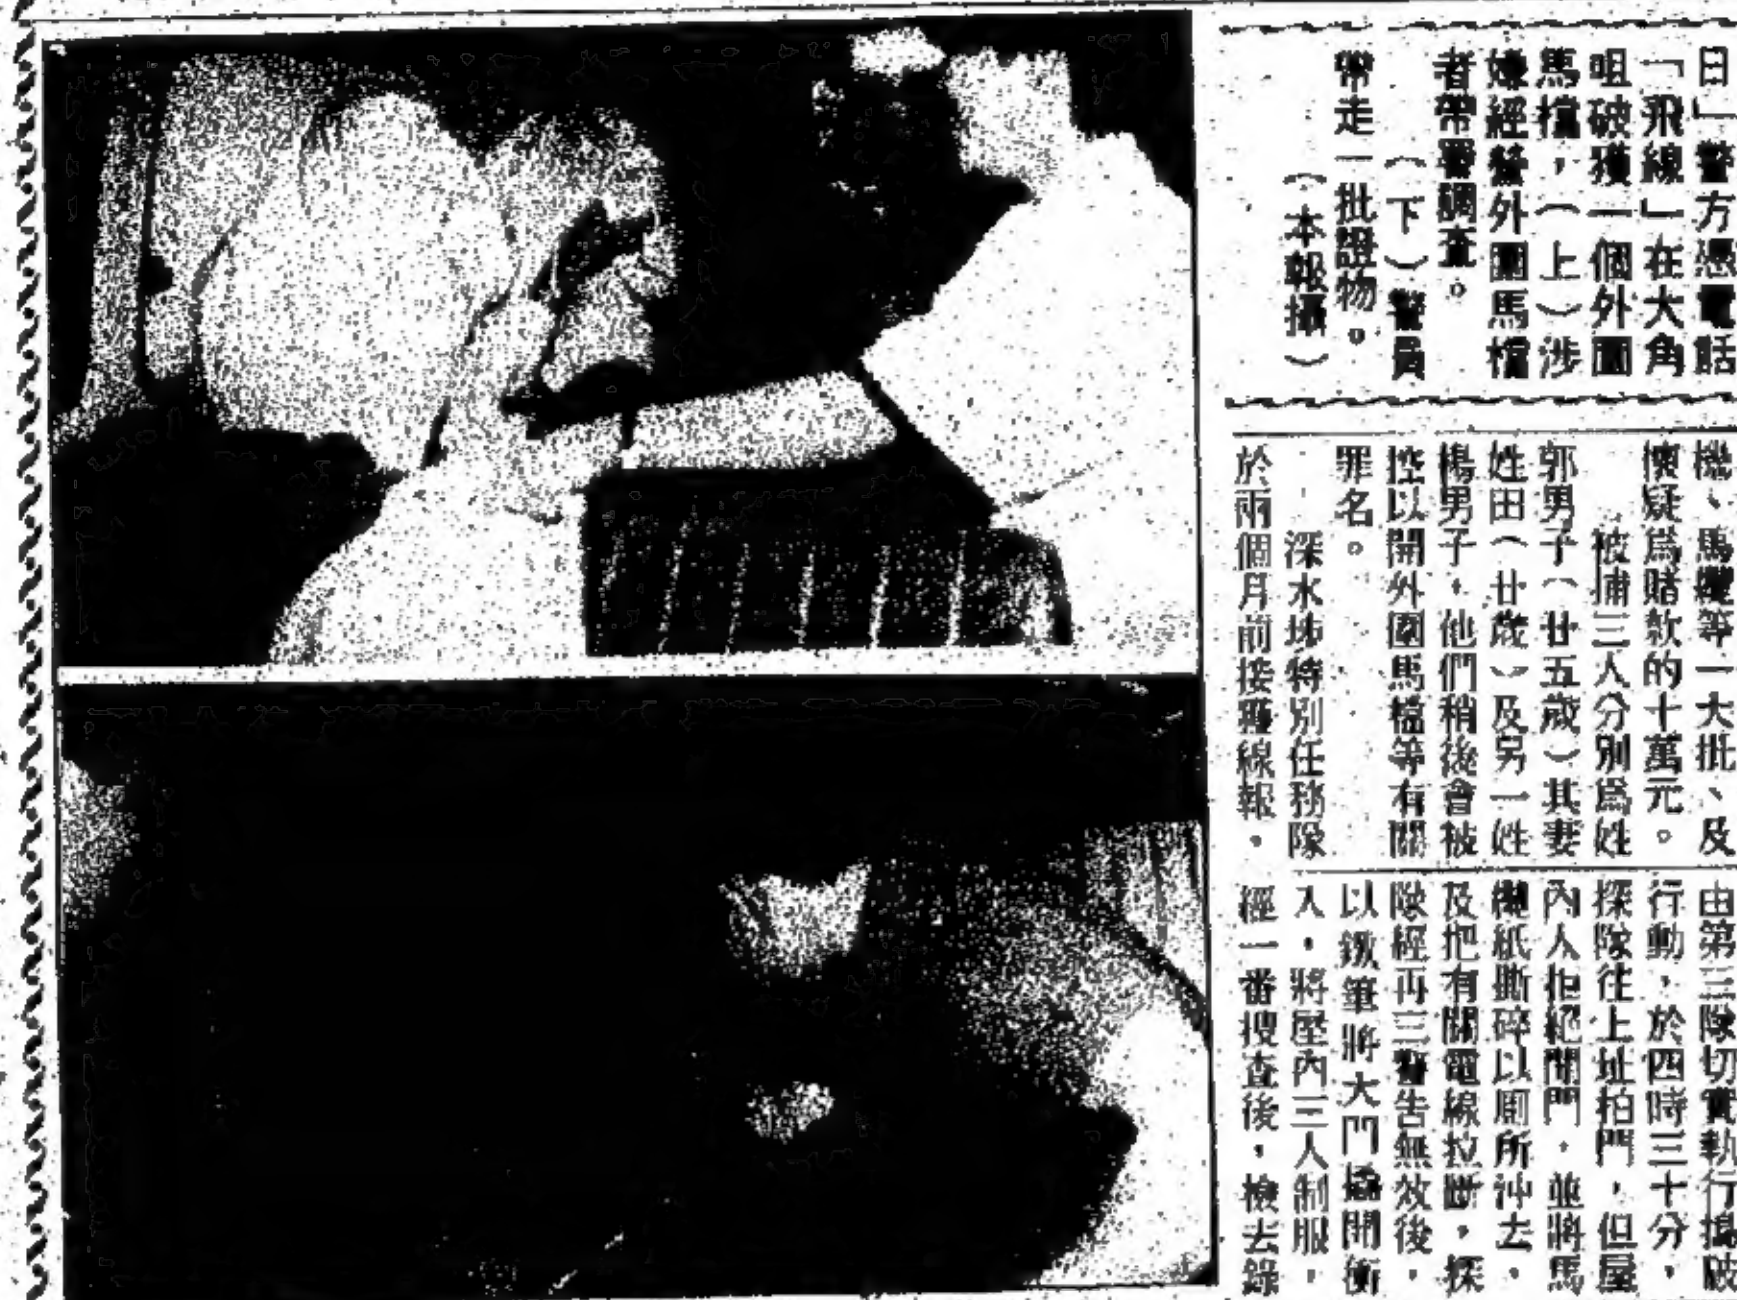 日」警方憑電話
「飛線」在大角
咀破獲一個外圍
馬檔，（上）涉
嫌經營外圍馬檔
者帶署調查。
（下）警員
帶走一批證物。
（本報攝）
機、馬纜等一大批、及
懷疑爲賭款的十萬元。
被捕三人分別爲姓
郭男子（廿五歲）其妻
姓田（廿歲）及另一姓
楊男子，他們稍後會被
控以開外圍馬檔等有關
罪名。
深水埗特別任務隊
於兩個月前接獲線報，
由第三隊切實執行搗破
行動，於四時三十分，
探隊往上址拍門，但屋
內人拒絕開門，並將馬
纜紙撕碎以厠所沖去，
及把有關電線拉斷，探
隊經再三警告無效後，
以鐵筆將大門撬開衝
入，將屋內三人制服，
經一番搜查後，檢去錄